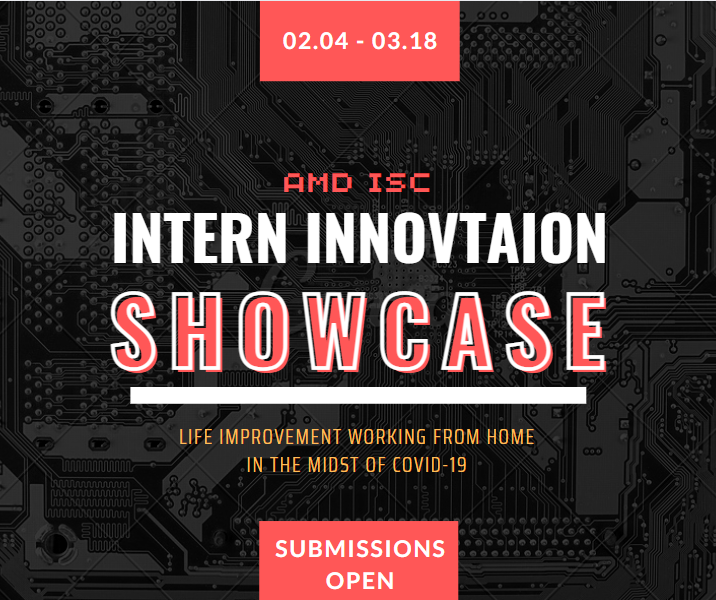 02.04 - 03.18
AMD ISC
INTERN INNOVTAION
SHOWCASE
LIFE IMPROVEMENT WORKING FROM HOME
IN THE MIDST OF COVID-19
SUBMISSIONS
OPEN